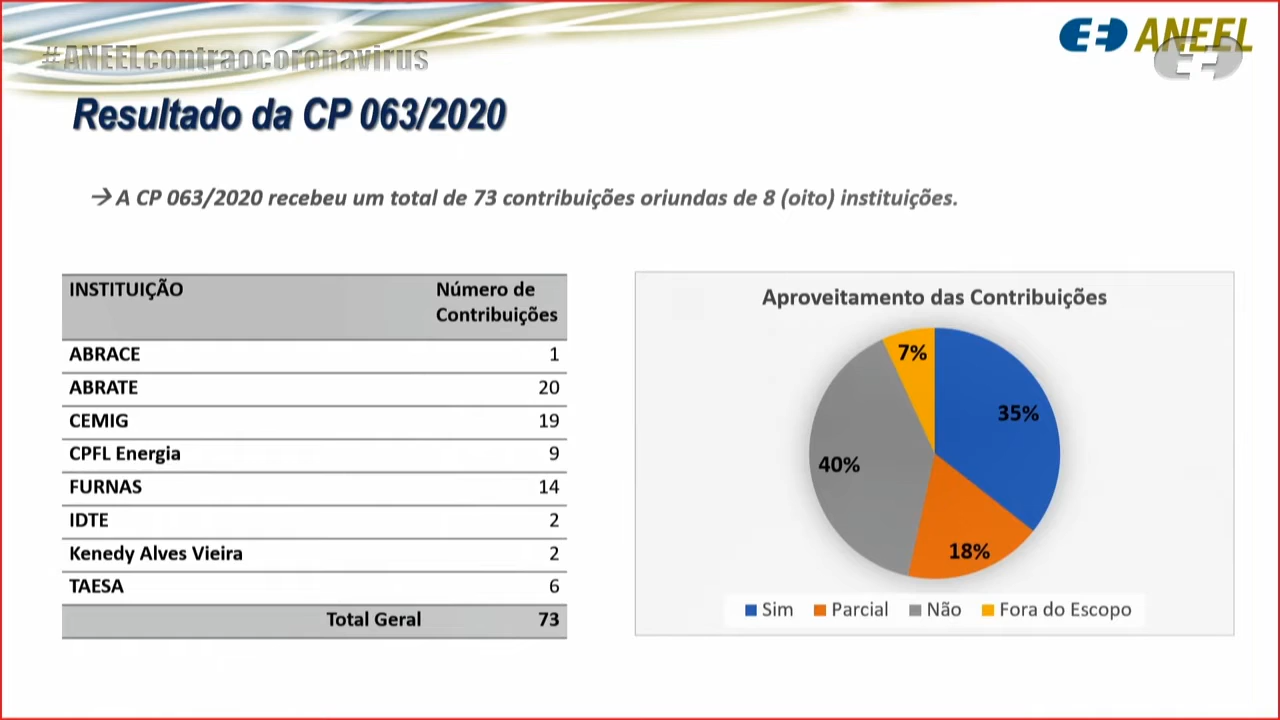 ANEEL
#ANEELcontraocoronavirus
Resultado da CP 063/2020
→ A CP 063/2020 recebeu um total de 73 contribuições oriundas de 8 (oito) instituições.
INSTITUIÇÃO Número de
Contribuições
ABRACE 1
ABRATE 20
CEMIG 19
CPFL Energia 9
FURNAS 14
IDTE 2
Kenedy Alves Vieira 2
TAESA 6
Total Geral 73
Aproveitamento das Contribuições
7%
35%
40%
18%
Sim Parcial Não Fora do Escopo